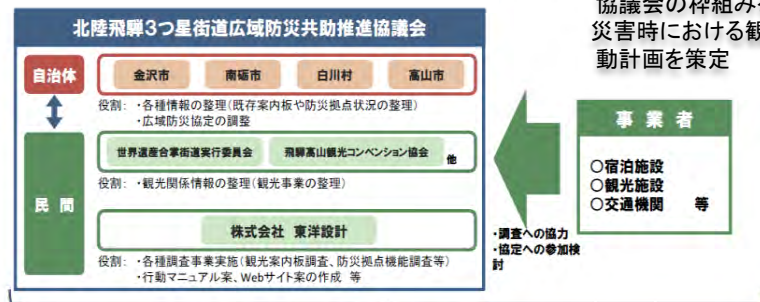 北陸飛騨3つ星街道広域防災共助推進協議会
協議会の枠組み
災害時における観
動計画を策定
自治体
金沢市 南砺市 白川村 高山市
役割： ・各種情報の整理(既存案内板や防災拠点状況の整理)
・広域防災協定の調整
民間
世界遺産合掌街道実行委員会 飛騨高山観光コンベンション協会 他
役割： ・観光関係情報の整理(観光事業の整理)
株式会社 東洋設計
役割： ・各種調査事業実施(観光案内板調査、防災拠点機能調査等)
・行動マニュアル案、Webサイト案の作成 等
・調査への協力
・協定への参加検
討
事業者
○宿泊施設
○観光施設
○交通機関 等